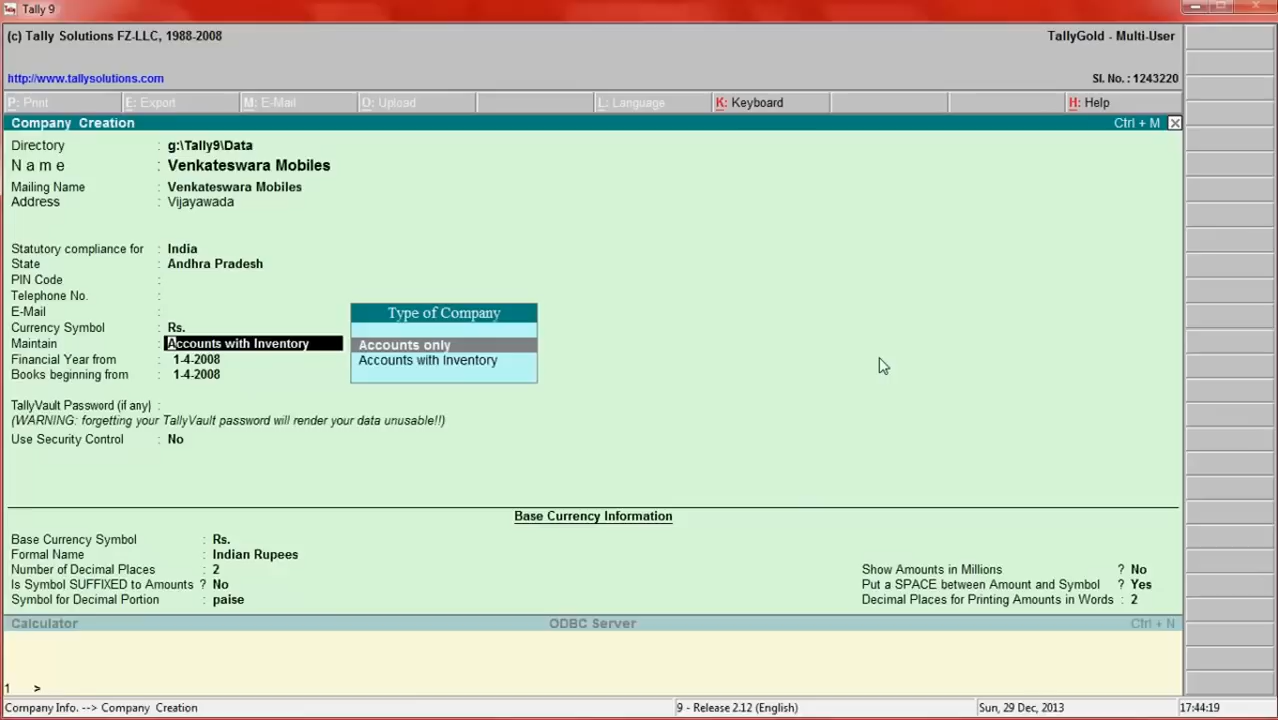 Tally 9
(c) Tally Solutions FZ-LLC, 1988-2008
TallyGold - Multi-User
http://www.tallysolutions.com
Sl. No. : 1243220
P: Print E: Export M: E-Mail O: Upload L: Language K: Keyboard H: Help
Company Creation Ctrl + M
Directory : g:\Tally9\Data
Name : Venkateswara Mobiles
Mailing Name : Venkateswara Mobiles
Address : Vijayawada
Statutory compliance for : India
State : Andhra Pradesh
PIN Code :
Telephone No. :
E-Mail :
Currency Symbol : Rs.
Maintain : Accounts with Inventory
Financial Year from : 1-4-2008
Books beginning from : 1-4-2008
Type of Company
Accounts only
Accounts with Inventory
TallyVault Password (if any) :
(WARNING: forgetting your TallyVault password will render your data unusable!!)
Use Security Control : No
Base Currency Information
Base Currency Symbol : Rs.
Formal Name : Indian Rupees
Number of Decimal Places : 2
Is Symbol SUFFIXED to Amounts ? No
Symbol for Decimal Portion : paise
Show Amounts in Millions ? No
Put a SPACE between Amount and Symbol ? Yes
Decimal Places for Printing Amounts in Words : 2
Calculator ODBC Server Ctrl + N
1 >
Company Info. --> Company Creation 9 - Release 2.12 (English) Sun, 29 Dec, 2013 17:44:19